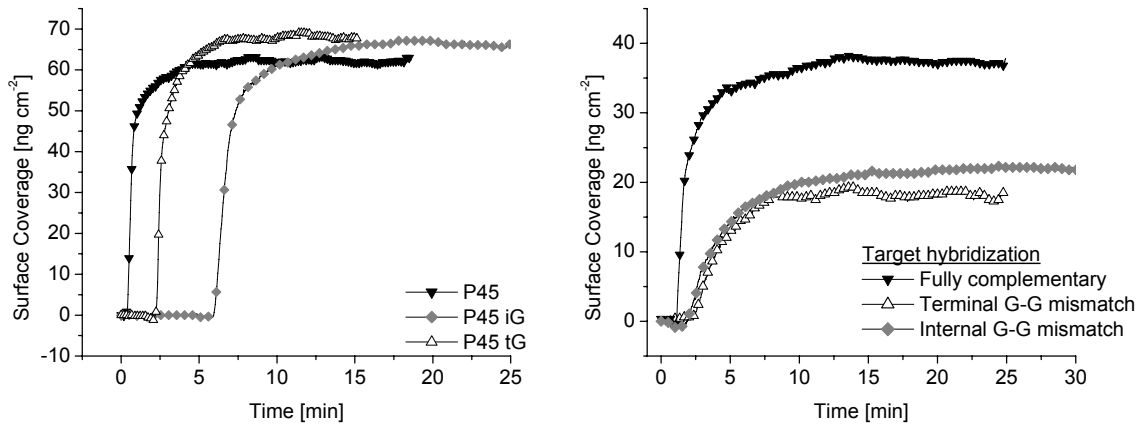 70
60
50
40
30
20
10
0
-10
Surface Coverage [ng cm-2]
P45
P45 iG
P45 tG
0 5 10 15 20 25
Time [min]
40
30
20
10
0
Surface Coverage [ng cm-2]
Target hybridization
Fully complementary
Terminal G-G mismatch
Internal G-G mismatch
0 5 10 15 20 25 30
Time [min]